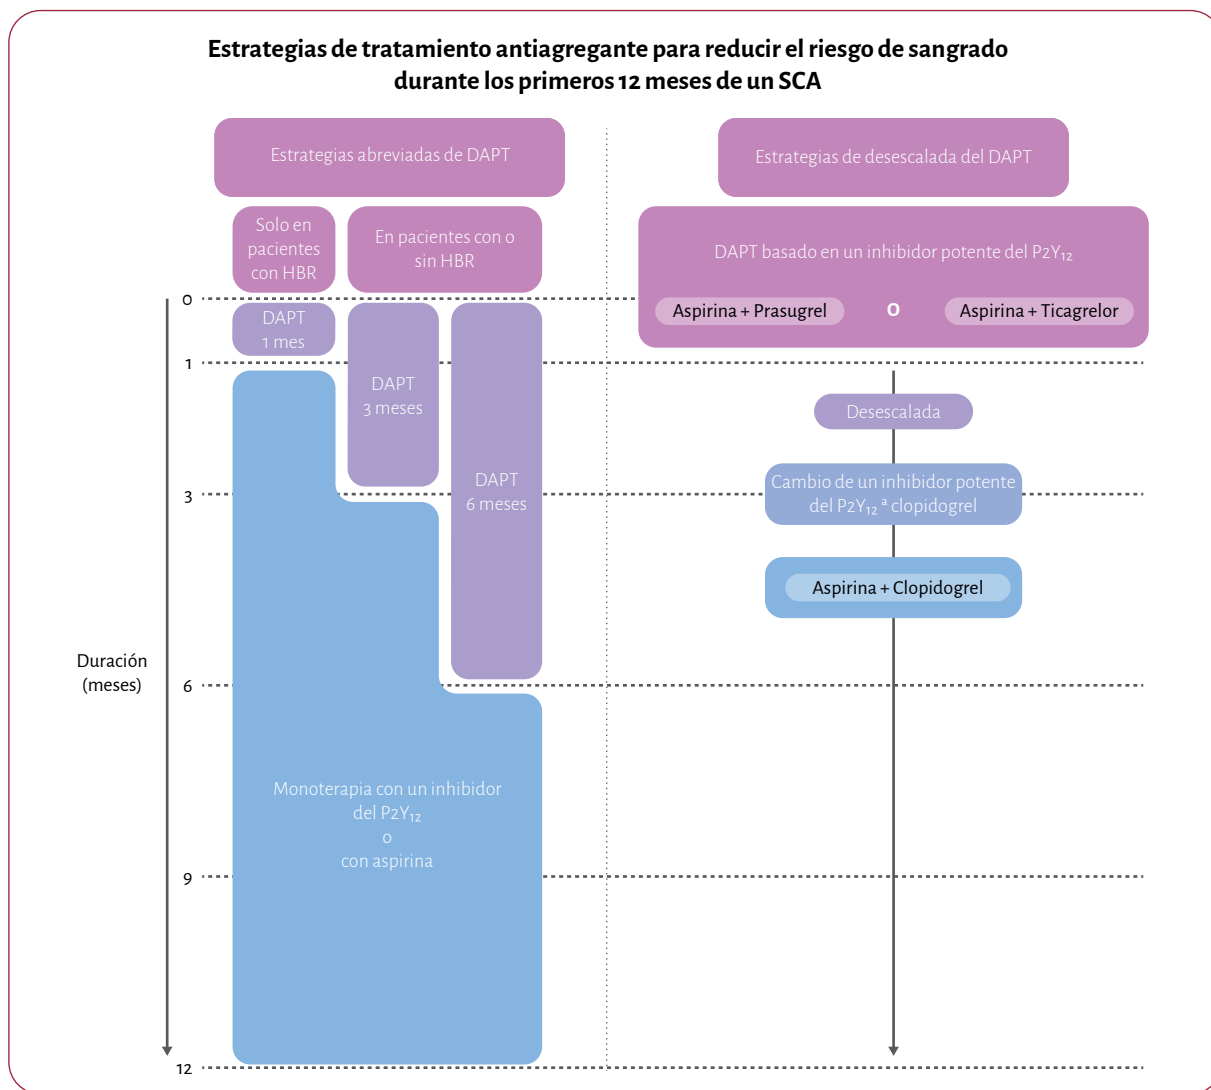 Estrategias de tratamiento antiagregante para reducir el riesgo de sangrado
durante los primeros 12 meses de un SCA
Estrategias abreviadas de DAPT
Solo en
pacientes
con HBR
En pacientes con o
sin HBR
DAPT
1 mes
DAPT
3 meses
DAPT
6 meses
Monoterapia con un inhibidor
del P2Y₁₂
o
con aspirina
Duración
(meses)
0
1
3
6
9
12
Estrategias de desescalada del DAPT
DAPT basado en un inhibidor potente del P2Y₁₂
Aspirina + Prasugrel
O
Aspirina + Ticagrelor
Desescalada
Cambio de un inhibidor potente
del P2Y₁₂ ª clopidogrel
Aspirina + Clopidogrel